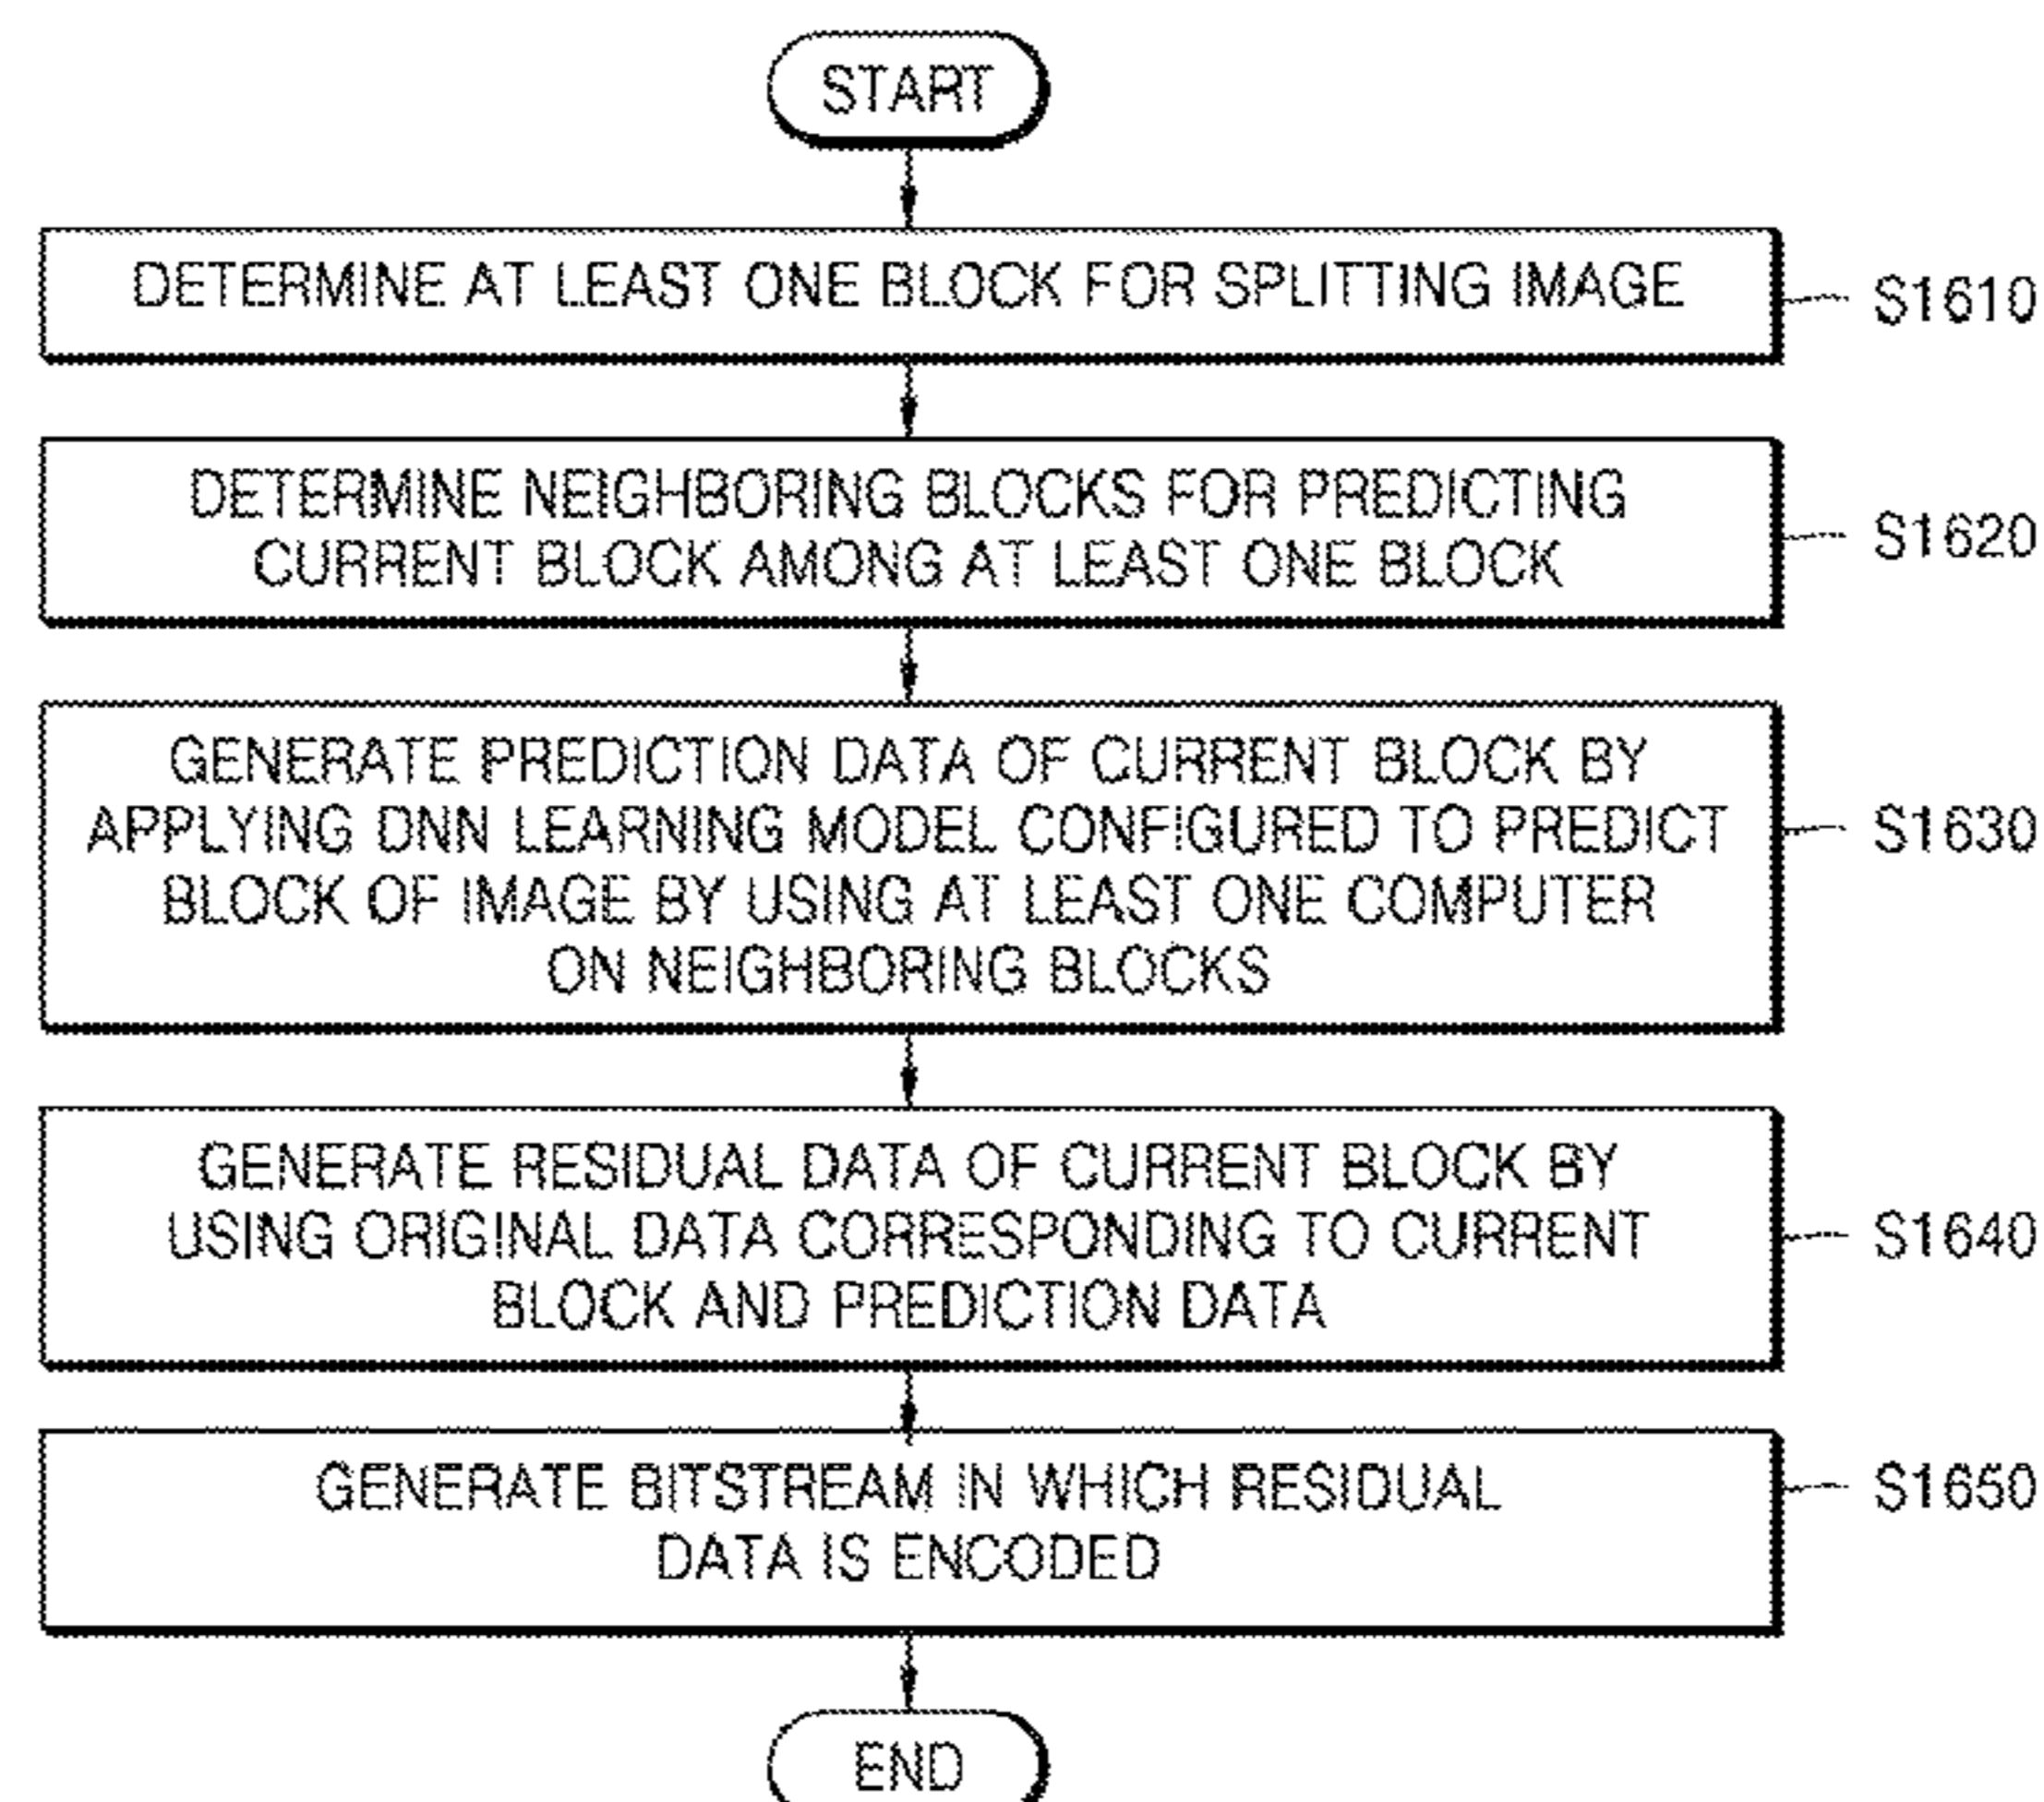 START
DETERMINE AT LEAST ONE BLOCK FOR SPLITTING IMAGE
S1610
DETERMINE NEIGHBORING BLOCKS FOR PREDICTING
CURRENT BLOCK AMONG AT LEAST ONE BLOCK
S1620
GENERATE PREDICTION DATA OF CURRENT BLOCK BY
APPLYING DNN LEARNING MODEL CONFIGURED TO PREDICT
BLOCK OF IMAGE BY USING AT LEAST ONE COMPUTER
ON NEIGHBORING BLOCKS
S1630
GENERATE RESIDUAL DATA OF CURRENT BLOCK BY
USING ORIGINAL DATA CORRESPONDING TO CURRENT
BLOCK AND PREDICTION DATA
S1640
GENERATE BITSTREAM IN WHICH RESIDUAL
DATA IS ENCODED
S1650
END